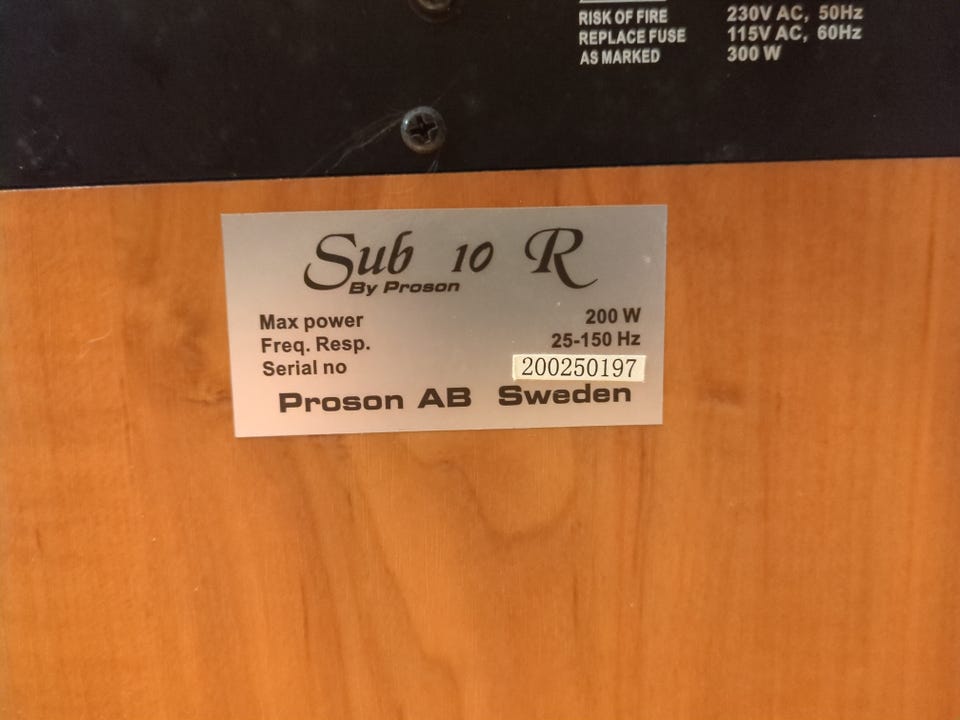 RISK OF FIRE 230V AC, 50Hz
REPLACE FUSE 115V AC, 60Hz
AS MARKED 300 W
Sub 10 R
By Proson
Max power 200 W
Freq. Resp. 25-150 Hz
Serial no 200250197
Proson AB Sweden